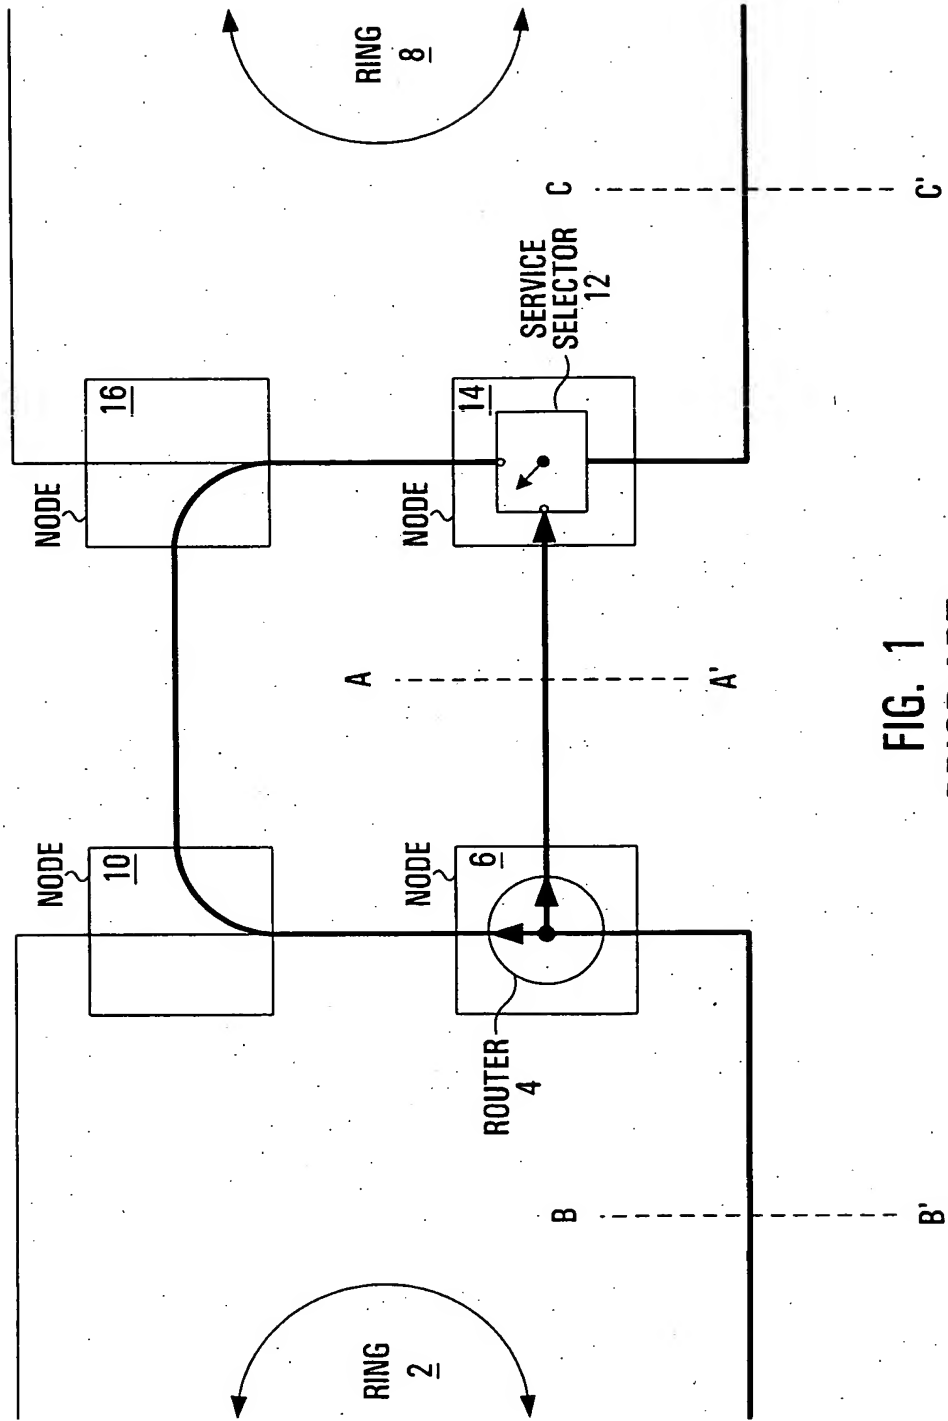 NODE
10
NODE
16
RING
2
RING
8
A
NODE
6
NODE
14
ROUTER
4
SERVICE
SELECTOR
12
B
C
A'
B'
C'
FIG. 1